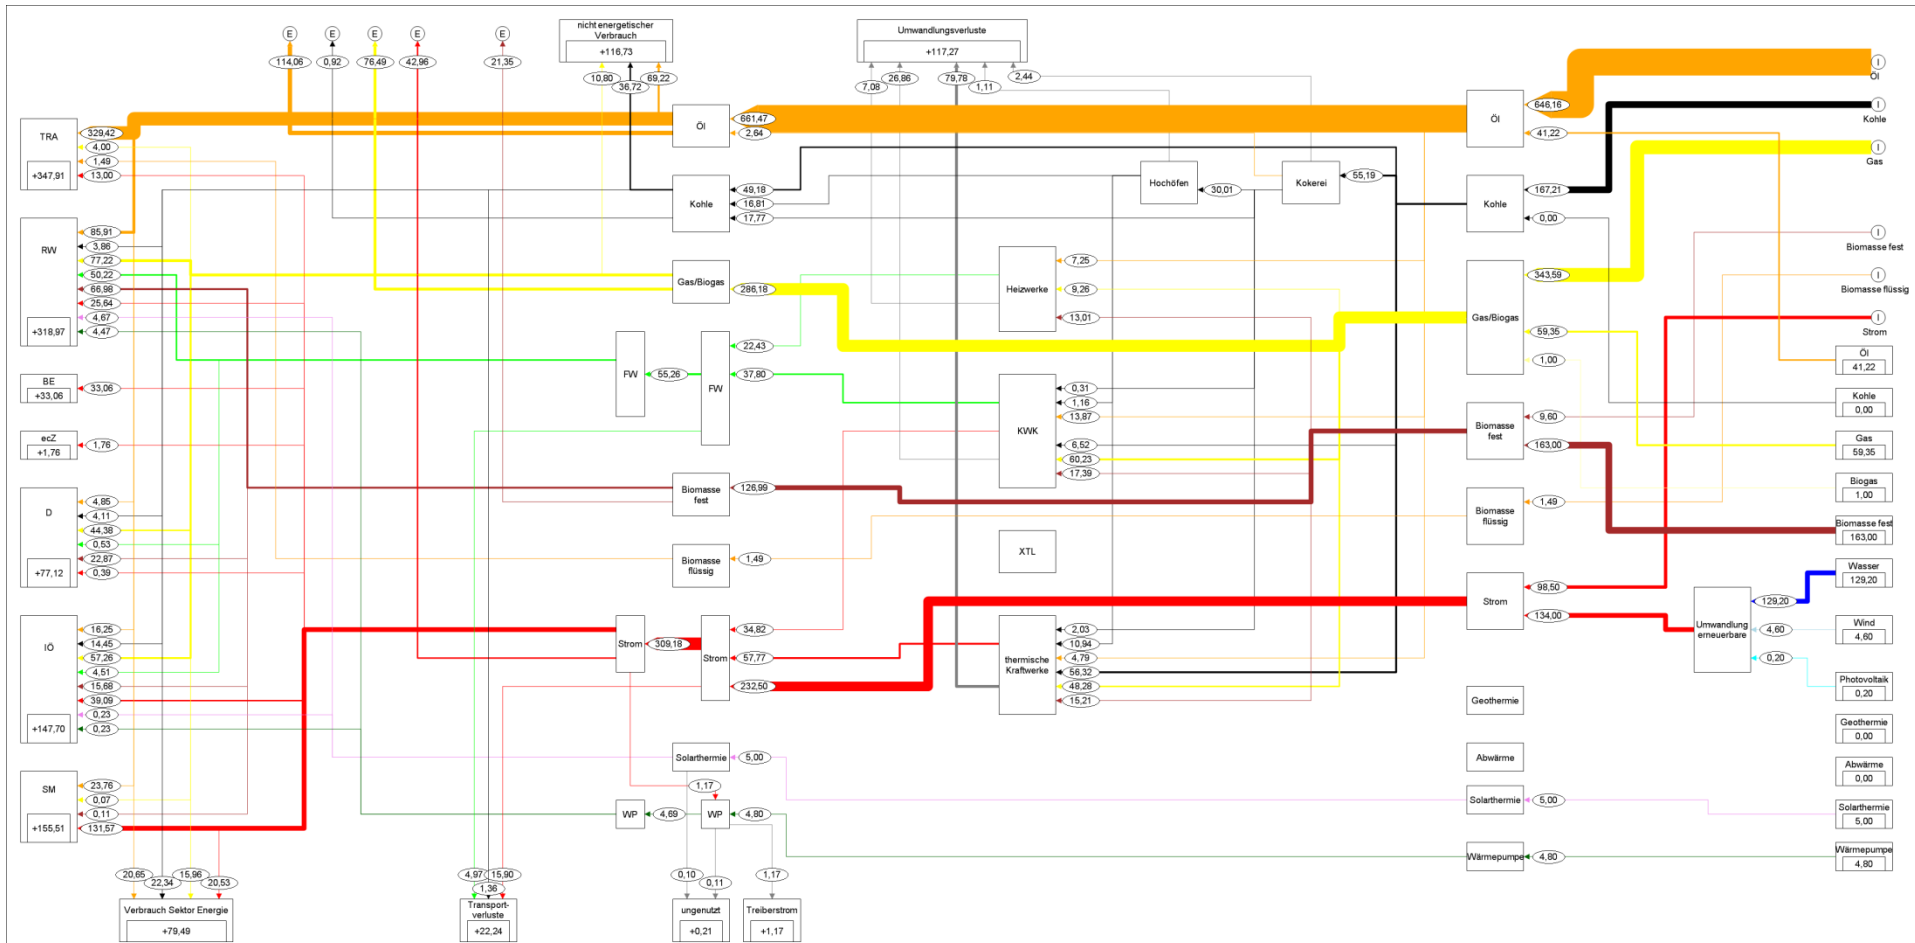 E
E
E
E
E
114,06
0,92
76,49
42,96
21,35
nicht energetischer
Verbrauch
+116,73
10,80
36,72
69,22
Umwandlungsverluste
+117,27
7,08
26,86
79,78
1,11
2,44
I
Öl
I
Kohle
I
Gas
I
Biomasse fest
I
Biomasse flüssig
I
Strom
Öl
41,22
Kohle
0,00
Gas
59,35
Biogas
1,00
Biomasse fest
163,00
Wasser
129,20
Wind
4,60
Photovoltaik
0,20
Geothermie
0,00
Abwärme
0,00
Solarthermie
5,00
Wärmepumpe
4,80
TRA
+347,91
329,42
4,00
1,49
13,00
RW
+318,97
85,91
3,86
77,22
50,22
66,98
25,64
4,67
4,47
BE
+33,06
33,06
ecZ
+1,76
1,76
D
+77,12
4,85
4,11
44,38
0,53
22,87
0,39
IÖ
+147,70
16,25
14,45
57,26
4,51
15,68
39,09
0,23
0,23
SM
+155,51
23,76
0,07
0,11
131,57
20,65
22,34
15,96
20,53
Verbrauch Sektor Energie
+79,49
4,97
1,36
15,90
Transport-
verluste
+22,24
0,10
0,11
ungenutzt
+0,21
1,17
Treiberstrom
+1,17
Öl
661,47
2,64
Kohle
49,18
16,81
17,77
Gas/Biogas
286,18
FW
55,26
FW
22,43
37,80
Biomasse
fest
126,99
Biomasse
flüssig
1,49
Strom
309,18
Strom
34,82
57,77
232,50
Solarthermie
5,00
1,17
WP
4,69
WP
4,80
Hochöfen
30,01
Kokerei
55,19
Heizwerke
7,25
9,26
13,01
KWK
0,31
1,16
13,87
6,52
60,23
17,39
XTL
thermische
Kraftwerke
2,03
10,94
4,79
56,32
48,28
15,21
Öl
646,16
41,22
Kohle
167,21
0,00
Gas/Biogas
343,59
59,35
1,00
Biomasse
fest
9,60
163,00
Biomasse
flüssig
1,49
Strom
98,50
134,00
Umwandlung
erneuerbare
129,20
4,60
0,20
Geothermie
Abwärme
Solarthermie
5,00
Wärmepumpe
4,80